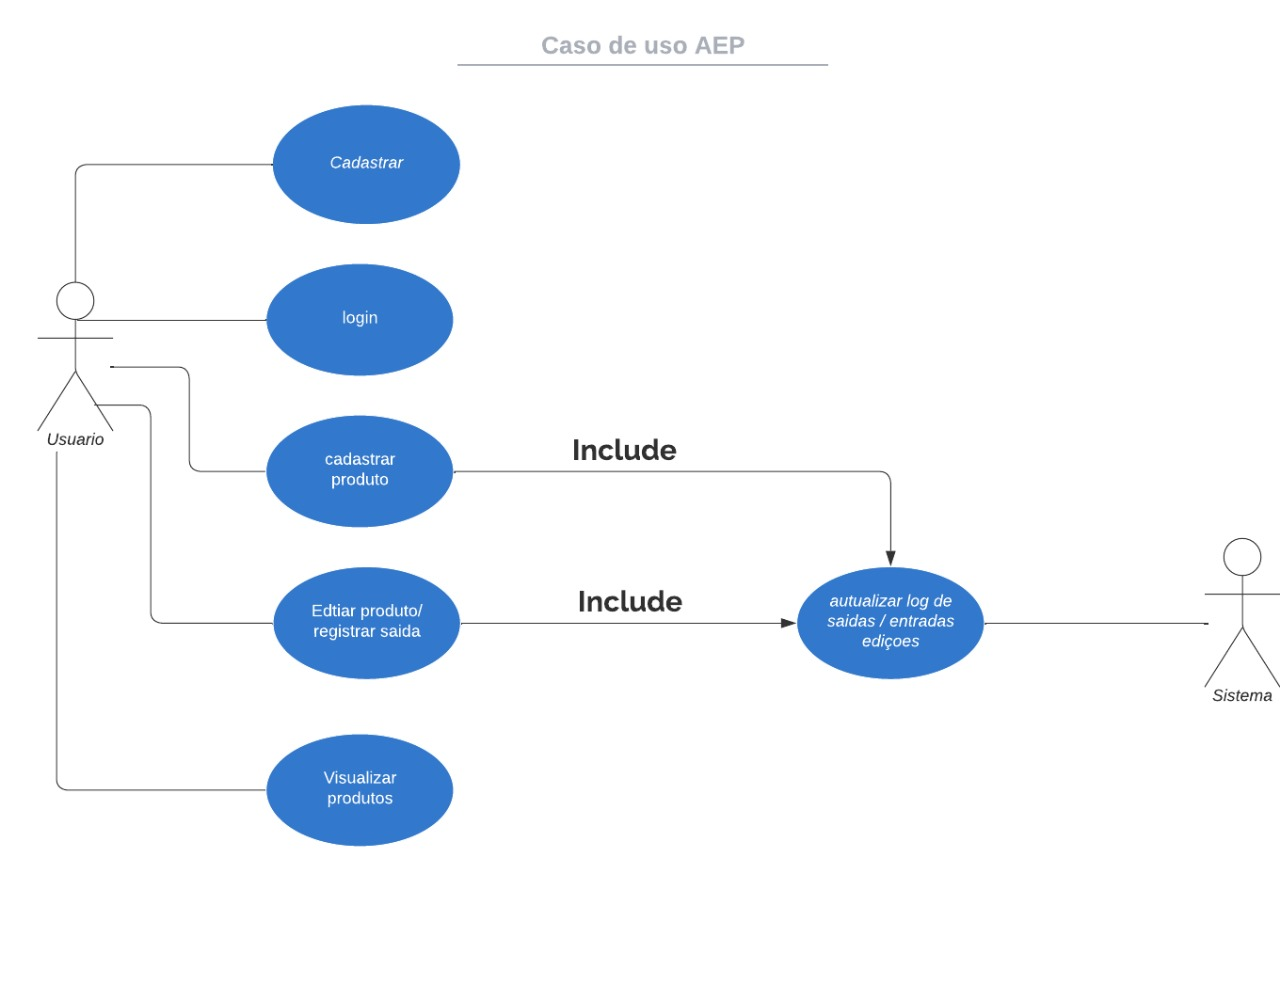 Caso de uso AEP
Cadastrar
login
Usuario
cadastrar
produto
Include
Edtiar produto/
registrar saida
Include
autualizar log de
saidas / entradas
ediçoes
Sistema
Visualizar
produtos